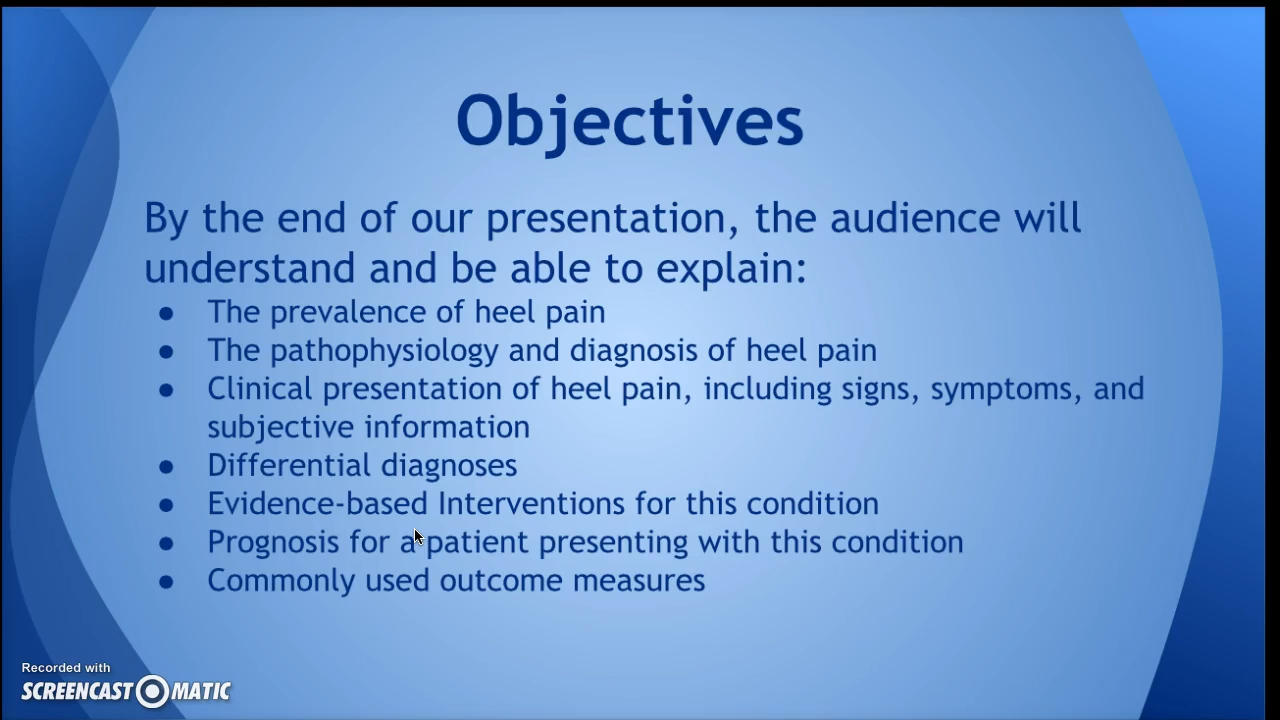 Objectives
By the end of our presentation, the audience will
understand and be able to explain:
● The prevalence of heel pain
● The pathophysiology and diagnosis of heel pain
● Clinical presentation of heel pain, including signs, symptoms, and
subjective information
● Differential diagnoses
● Evidence-based Interventions for this condition
● Prognosis for a patient presenting with this condition
● Commonly used outcome measures
Recorded with
SCREENCAST MATIC